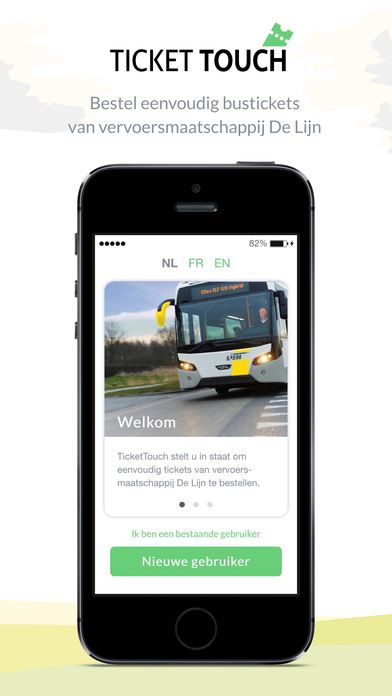 TICKET TOUCH
Bestel eenvoudig bustickets
van vervoersmaatschappij De Lijn
82%
NL FR EN
LIJN
Welkom
TicketTouch stelt u in staat om
eenvoudig tickets van vervoers-
maatschappij De Lijn te bestellen.
Ik ben een bestaande gebruiker
Nieuwe gebruiker